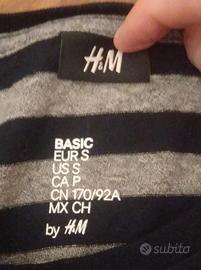 H&M
BASIC
EUR S
US S
CA P
CN 170/92A
MX CH
by H&M
subito